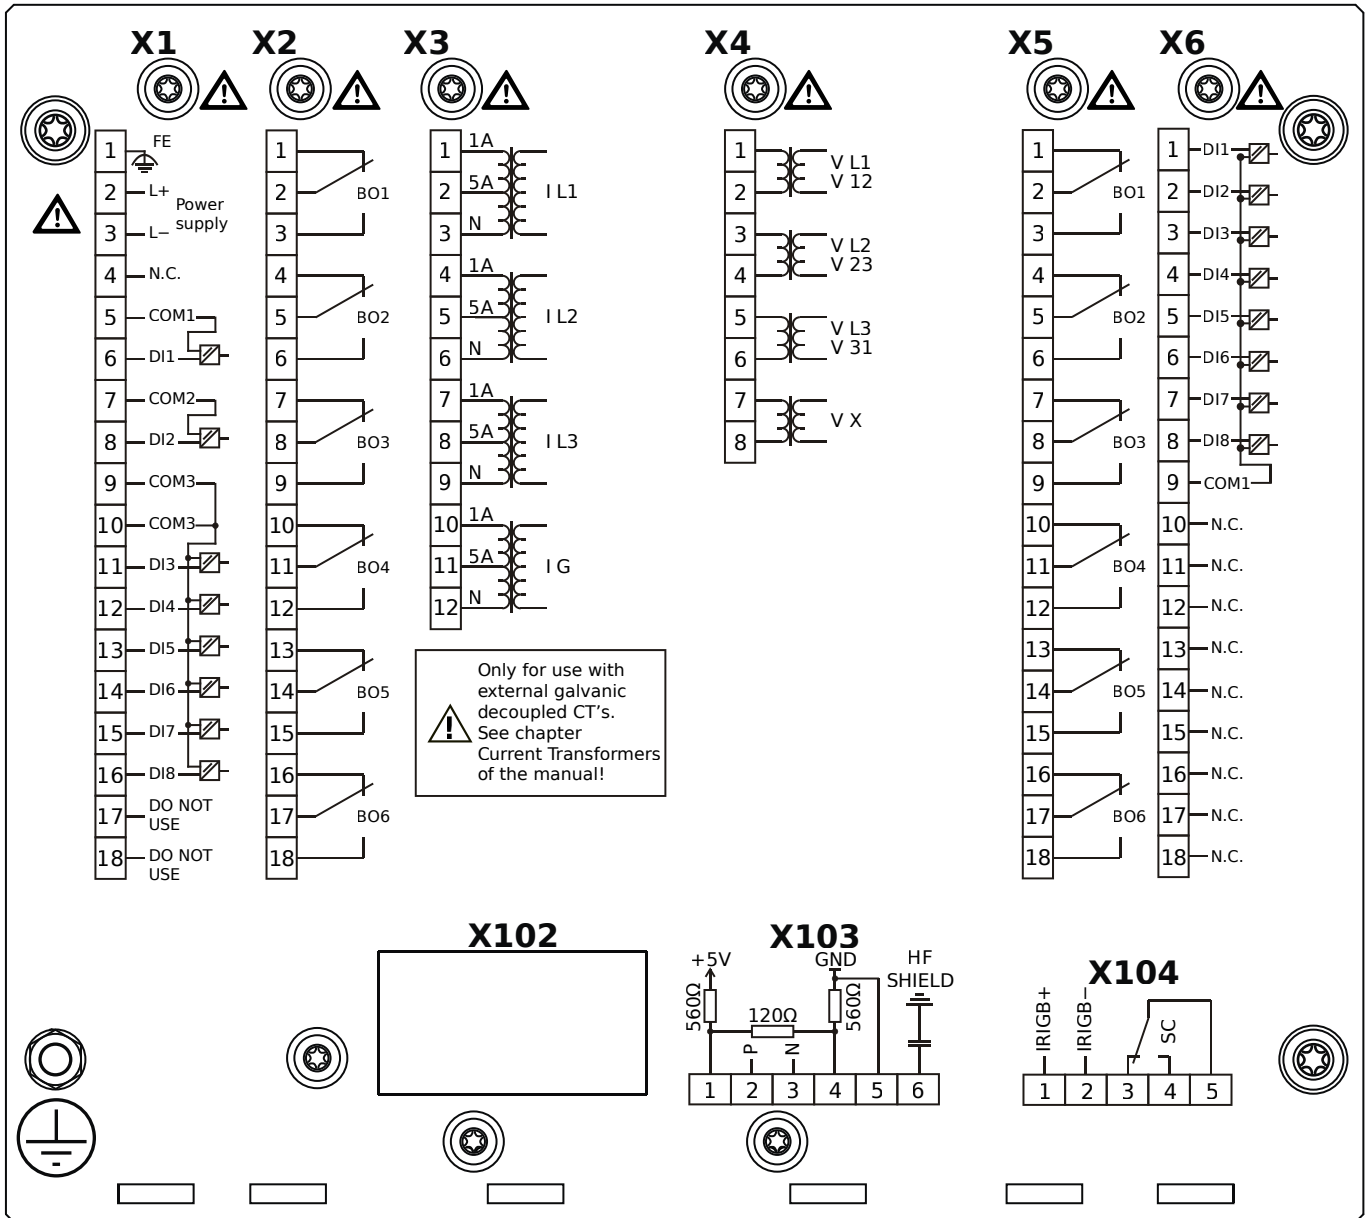 X1
X2
X3
X4
X5
X6
1 FE
2 L+
Power
supply
3 L−
4 N.C.
5 COM1
6 DI1
7 COM2
8 DI2
9 COM3
10 COM3
11 DI3
12 DI4
13 DI5
14 DI6
15 DI7
16 DI8
17 DO NOT
USE
18 DO NOT
USE
1
2 BO1
3
4
5 BO2
6
7
8 BO3
9
10
11 BO4
12
13
14 BO5
15
16
17 BO6
18
1 1A
2 5A I L1
3 N
4 1A
5 5A I L2
6 N
7 1A
8 5A I L3
9 N
10 1A
11 5A I G
12 N
Only for use with
external galvanic
decoupled CT's.
See chapter
Current Transformers
of the manual!
1 V L1
2 V 12
3 V L2
4 V 23
5 V L3
6 V 31
7 V X
8
1
2 BO1
3
4
5 BO2
6
7
8 BO3
9
10
11 BO4
12
13
14 BO5
15
16
17 BO6
18
1 DI1
2 DI2
3 DI3
4 DI4
5 DI5
6 DI6
7 DI7
8 DI8
9 COM1
10 N.C.
11 N.C.
12 N.C.
13 N.C.
14 N.C.
15 N.C.
16 N.C.
17 N.C.
18 N.C.
X102
X103
+5V GND HF
SHIELD
560Ω 120Ω 560Ω
P N
1 2 3 4 5 6
X104
IRIGB+ IRIGB− SC
1 2 3 4 5